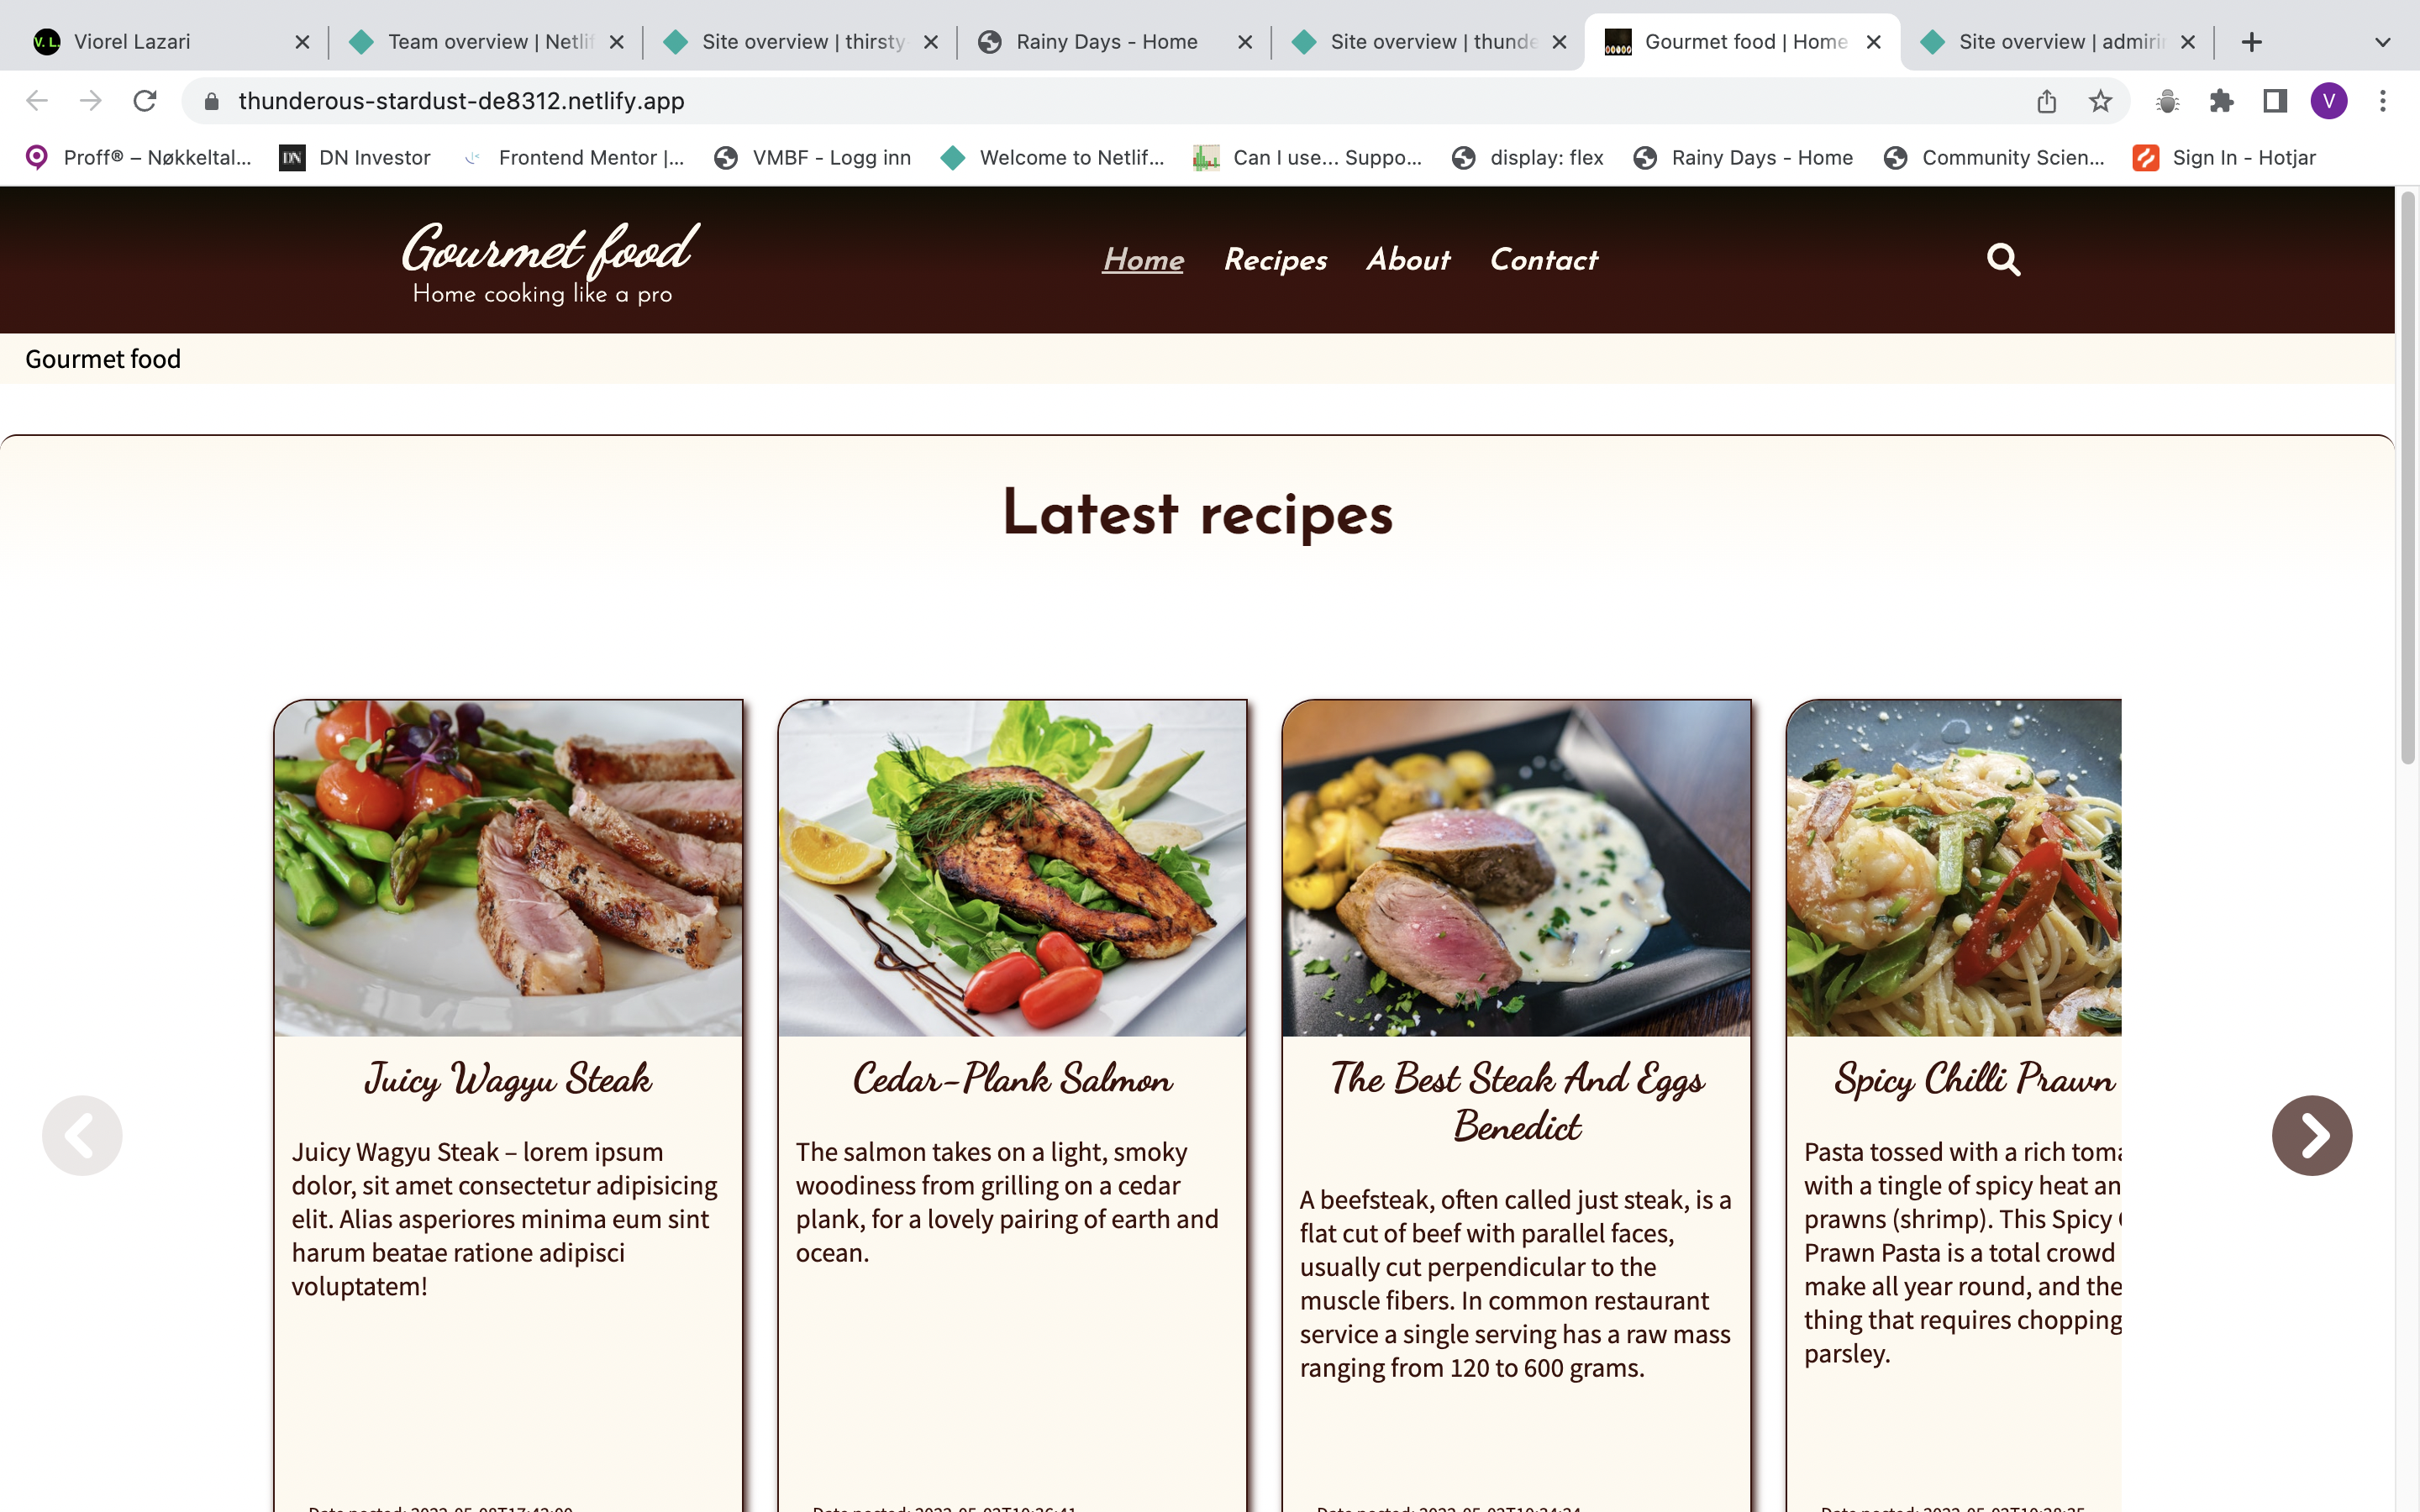 V. L. Viorel Lazari
Team overview | Netlif
Site overview | thirsty
Rainy Days - Home
Site overview | thunde
Gourmet food | Home
Site overview | admiri
thunderous-stardust-de8312.netlify.app
V
Proff® – Nøkkeltal...
DN DN Investor
Frontend Mentor |...
VMBF - Logg inn
Welcome to Netlif...
Can I use... Suppo...
display: flex
Rainy Days - Home
Community Scien...
Sign In - Hotjar
Gourmet food
Home cooking like a pro
Home Recipes About Contact
Gourmet food
Latest recipes
Juicy Wagyu Steak
Juicy Wagyu Steak – lorem ipsum
dolor, sit amet consectetur adipisicing
elit. Alias asperiores minima eum sint
harum beatae ratione adipisci
voluptatem!
Cedar-Plank Salmon
The salmon takes on a light, smoky
woodiness from grilling on a cedar
plank, for a lovely pairing of earth and
ocean.
The Best Steak And Eggs
Benedict
A beefsteak, often called just steak, is a
flat cut of beef with parallel faces,
usually cut perpendicular to the
muscle fibers. In common restaurant
service a single serving has a raw mass
ranging from 120 to 600 grams.
Spicy Chilli Prawn
Pasta tossed with a rich toma
with a tingle of spicy heat an
prawns (shrimp). This Spicy
Prawn Pasta is a total crowd
make all year round, and the
thing that requires chopping
parsley.